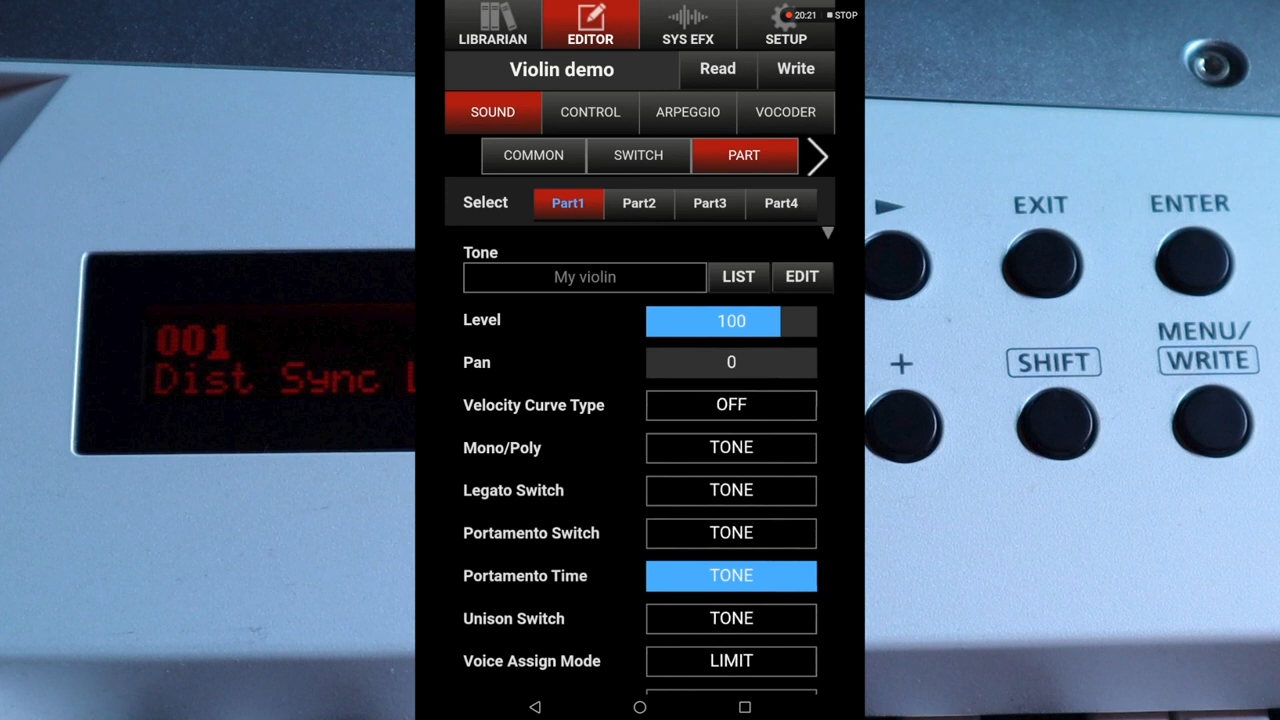 20:21 STOP
LIBRARIAN EDITOR SYS EFX SETUP
Violin demo Read Write
SOUND CONTROL ARPEGGIO VOCODER
COMMON SWITCH PART
Select Part1 Part2 Part3 Part4
Tone
My violin LIST EDIT
Level 100
Pan 0
Velocity Curve Type OFF
Mono/Poly TONE
Legato Switch TONE
Portamento Switch TONE
Portamento Time TONE
Unison Switch TONE
Voice Assign Mode LIMIT
001
Dist Sync
EXIT ENTER
+ SHIFT MENU/
WRITE